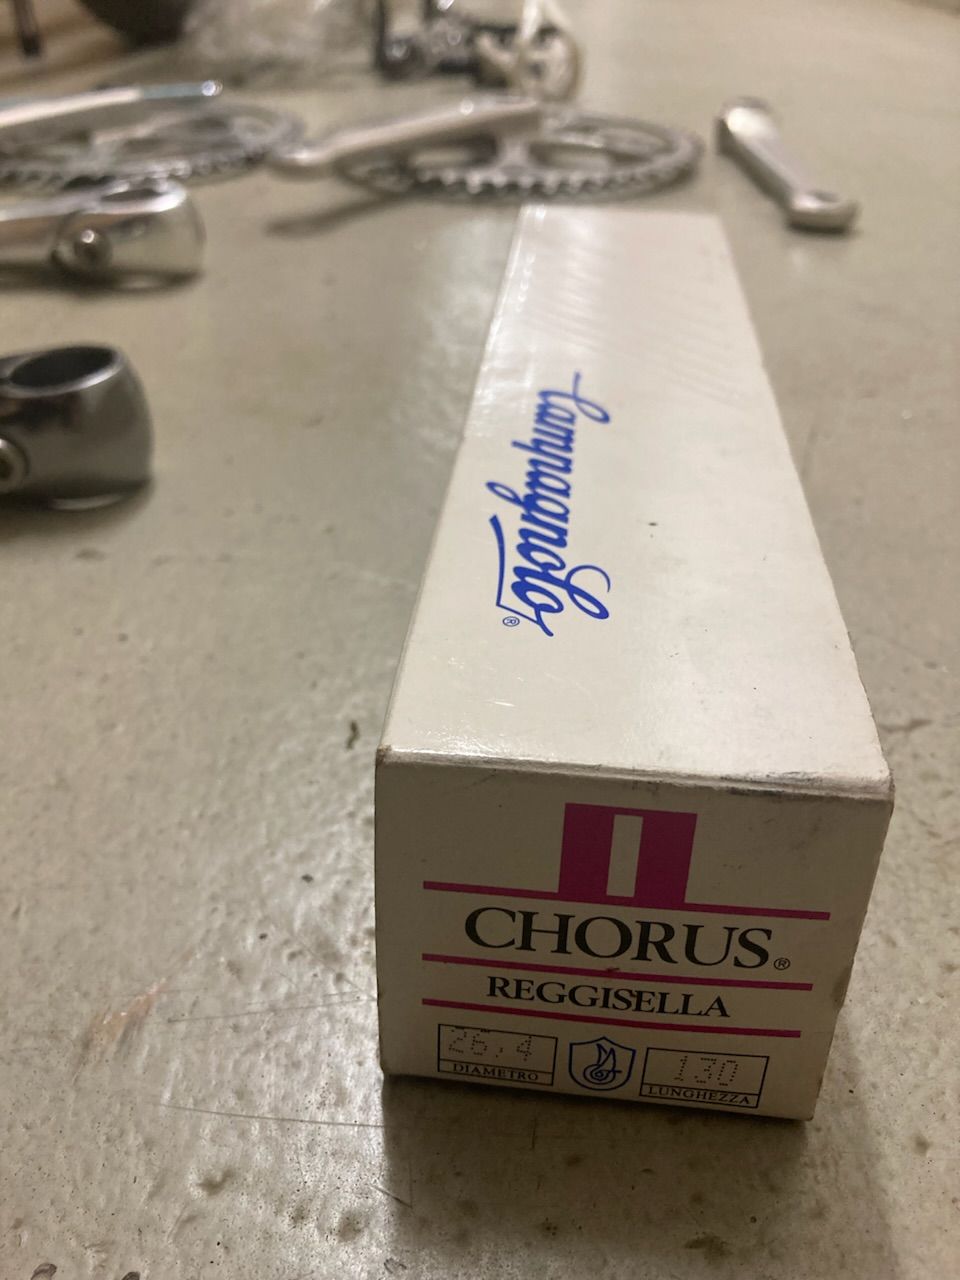 Campagnolo®
CHORUS®
REGGISELLA
26,4 130
DIAMETRO LUNGHEZZA